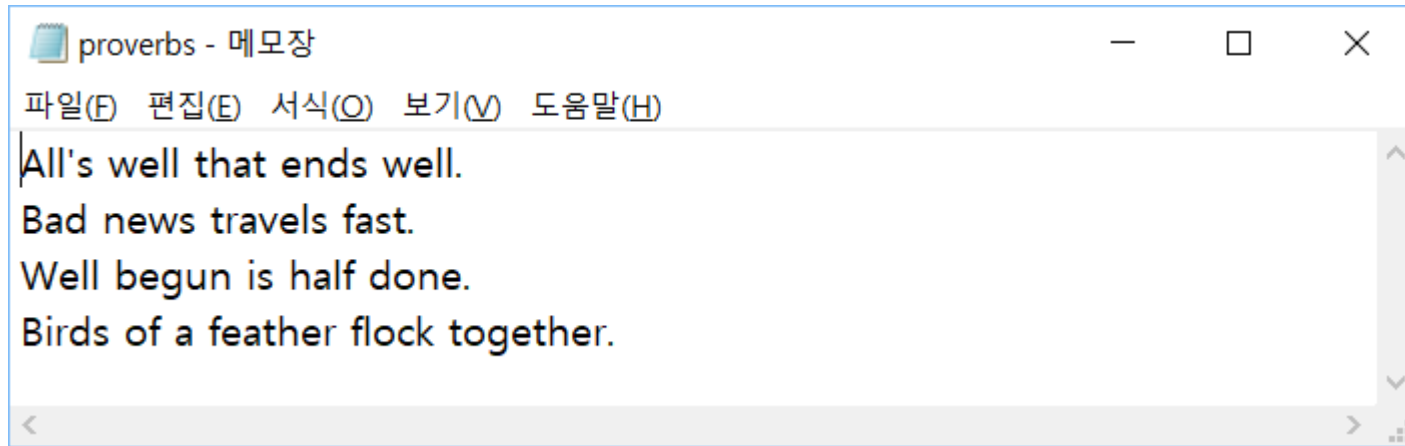 proverbs - 메모장
파일(F) 편집(E) 서식(O) 보기(V) 도움말(H)
All's well that ends well.
Bad news travels fast.
Well begun is half done.
Birds of a feather flock together.